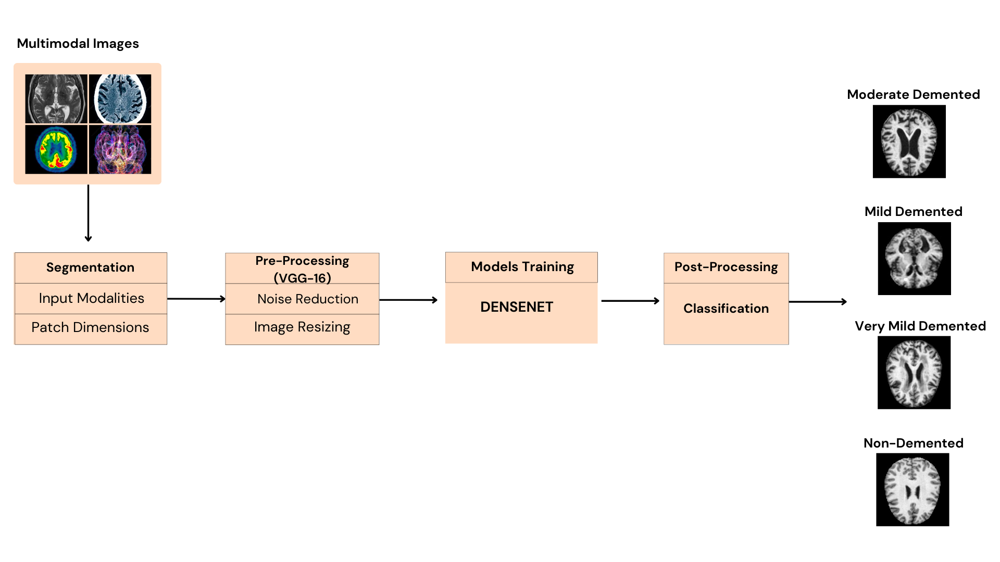 Multimodal Images
Segmentation
Input Modalities
Patch Dimensions
Pre-Processing
(VGG-16)
Noise Reduction
Image Resizing
Models Training
DENSENET
Post-Processing
Classification
Moderate Demented
Mild Demented
Very Mild Demented
Non-Demented